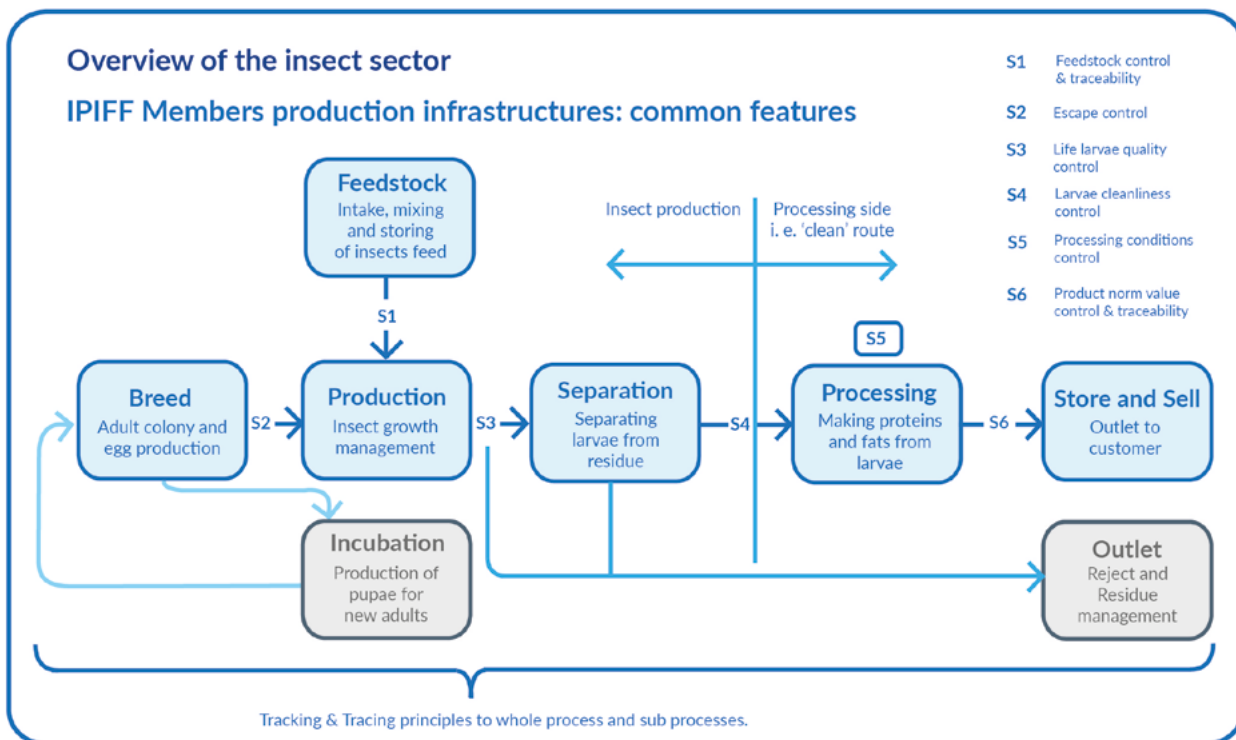 Overview of the insect sector
IPIFF Members production infrastructures: common features
S1 Feedstock control
& traceability
S2 Escape control
S3 Life larvae quality
control
S4 Larvae cleanliness
control
S5 Processing conditions
control
S6 Product norm value
control & traceability
Feedstock
Intake, mixing
and storing
of insects feed
Insect production
Processing side
i. e. ‘clean’ route
S1
S5
Breed
Adult colony and
egg production
S2
Production
Insect growth
management
S3
Separation
Separating
larvae from
residue
S4
Processing
Making proteins
and fats from
larvae
S6
Store and Sell
Outlet to
customer
Incubation
Production of
pupae for
new adults
Outlet
Reject and
Residue
management
Tracking & Tracing principles to whole process and sub processes.